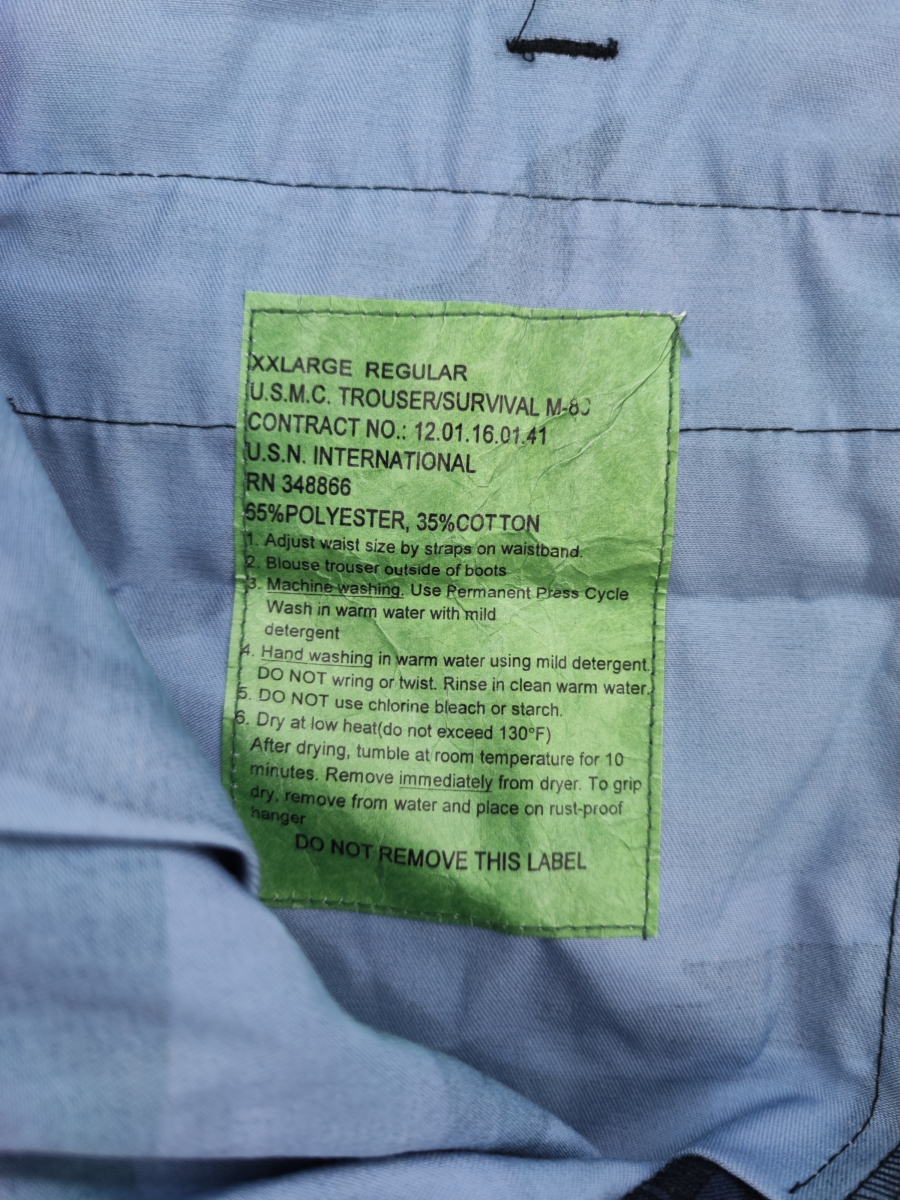 XXLARGE REGULAR
U.S.M.C. TROUSER/SURVIVAL
CONTRACT NO.: 12.01.16.01.41
U.S.N. INTERNATIONAL
RN 348866
65%POLYESTER, 35%COTTON
1. Adjust waist size by straps on waistband.
2. Blouse trouser outside of boots
3. Machine washing. Use Permanent Press Cycle
Wash in warm water with mild
detergent
4. Hand washing in warm water using mild detergent.
DO NOT wring or twist. Rinse in clean warm water.
5. DO NOT use chlorine bleach or starch.
6. Dry at low heat(do not exceed 130°F)
After drying, tumble at room temperature for 10
minutes. Remove immediately from dryer. To grip
dry, remove from water and place on rust-proof
hanger
DO NOT REMOVE THIS LABEL